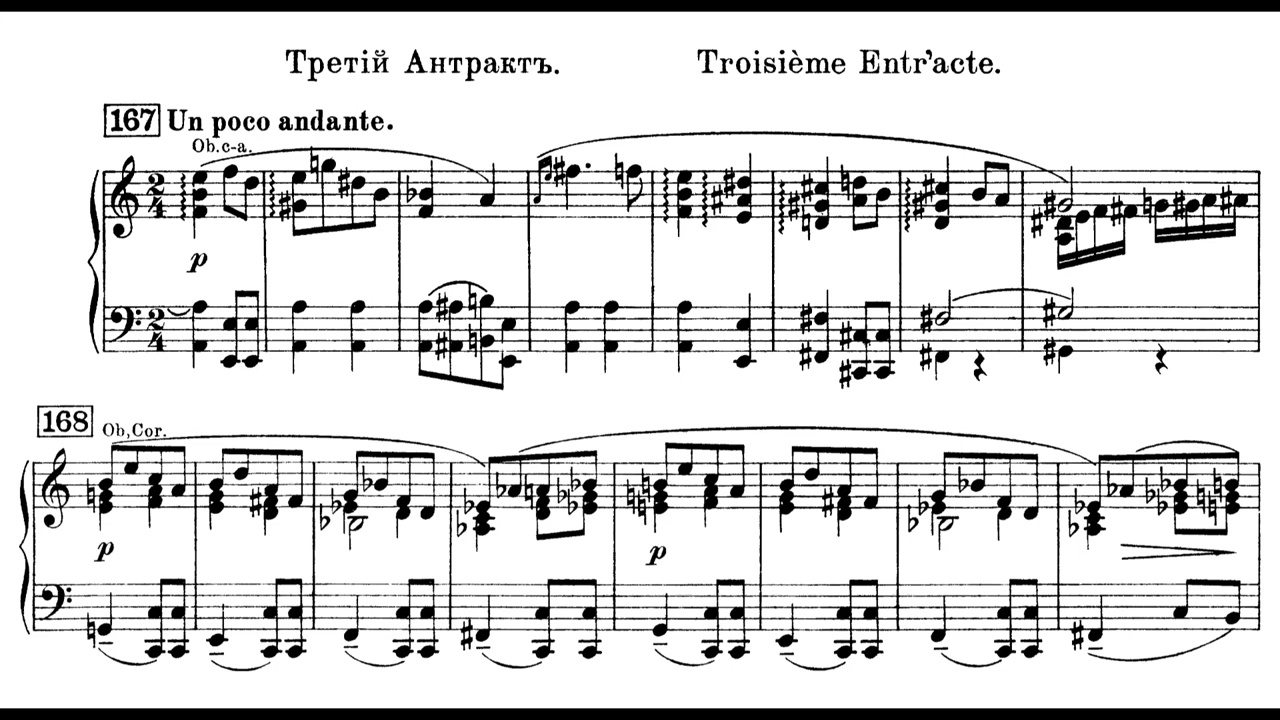 Третій Антрактъ. Troisième Entr’acte.
167 Un poco andante.
Ob.c-a.
p
168 Ob,Cor.
p p